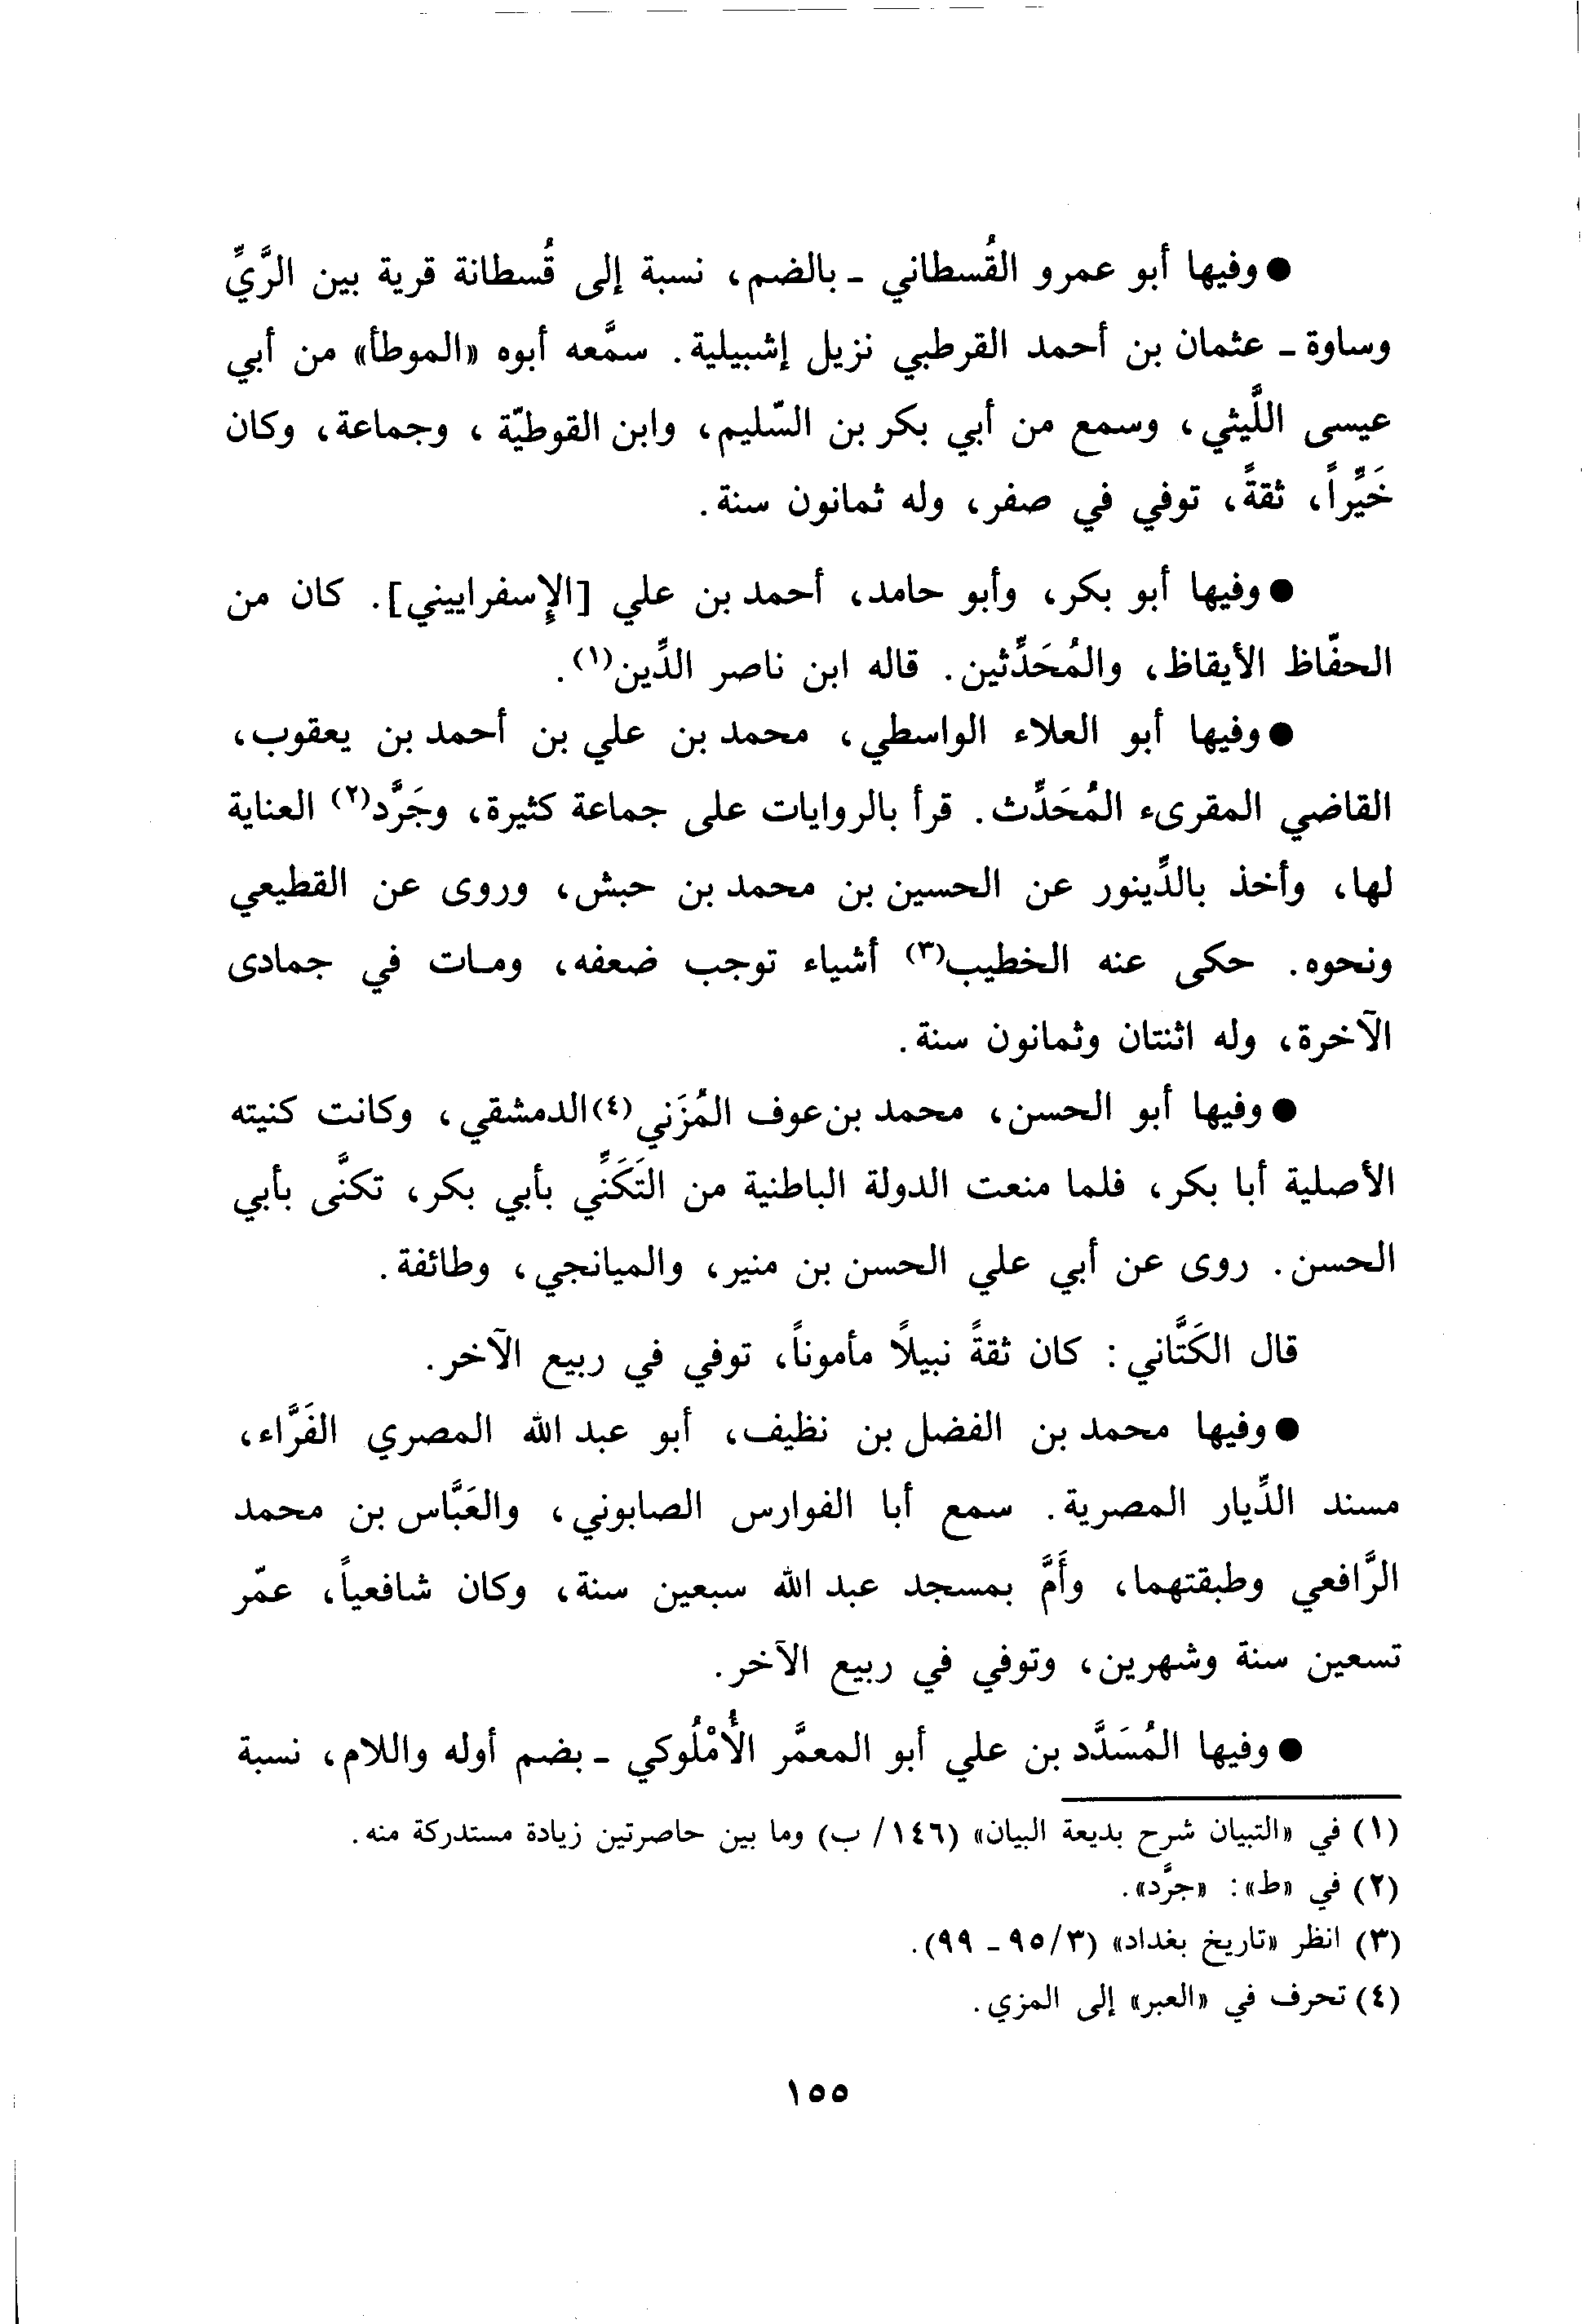 ● وفيها أبو عمرو القُسطاني ـ بالضم، نسبة إلى قُسطانة قرية بين الرَّيِّ
وساوة ـ عثمان بن أحمد القرطبي نزيل إشبيلية. سمَّعه أبوه «الموطأ» من أبي
عيسى اللَّيثي، وسمع من أبي بكر بن السّليم، وابن القوطيّة، وجماعة، وكان
خَيِّراً، ثقةً، توفي في صفر، وله ثمانون سنة.
● وفيها أبو بكر، وأبو حامد، أحمد بن علي [الإِسفراييني]. كان من
الحفّاظ الأيقاظ، والمُحَدِّثين. قاله ابن ناصر الدِّين(١).
● وفيها أبو العلاء الواسطي، محمد بن علي بن أحمد بن يعقوب،
القاضي المقرىء المُحَدِّث. قرأ بالروايات على جماعة كثيرة، وجَرَّد(٢) العناية
لها، وأخذ بالدِّينور عن الحسين بن محمد بن حبش، وروى عن القطيعي
ونحوه. حكى عنه الخطيب(٣) أشياء توجب ضعفه، ومات في جمادى
الآخرة، وله اثنتان وثمانون سنة.
● وفيها أبو الحسن، محمد بن عوف المُزَني(٤) الدمشقي، وكانت كنيته
الأصلية أبا بكر، فلما منعت الدولة الباطنية من التَكَنِّي بأبي بكر، تكنَّى بأبي
الحسن. روى عن أبي علي الحسن بن منير، والميانجي، وطائفة.
قال الكَتَّاني: كان ثقةً نبيلاً مأموناً، توفي في ربيع الآخر.
● وفيها محمد بن الفضل بن نظيف، أبو عبد الله المصري الفَرَّاء،
مسند الدِّيار المصرية. سمع أبا الفوارس الصابوني، والعَبَّاس بن محمد
الرَّافعي وطبقتهما، وأَمَّ بمسجد عبد الله سبعين سنة، وكان شافعياً، عمّر
تسعين سنة وشهرين، وتوفي في ربيع الآخر.
● وفيها المُسَدَّد بن علي أبو المعمَّر الأُمْلُوكي ـ بضم أوله واللام، نسبة
(١) في «التبيان شرح بديعة البيان» (١٤٦/ ب) وما بين حاصرتين زيادة مستدركة منه.
(٢) في «ط»: «جرَّد».
(٣) انظر «تاريخ بغداد» (٩٥/٣ ـ ٩٩).
(٤) تحرف في «العبر» إلى المزي.
١٥٥